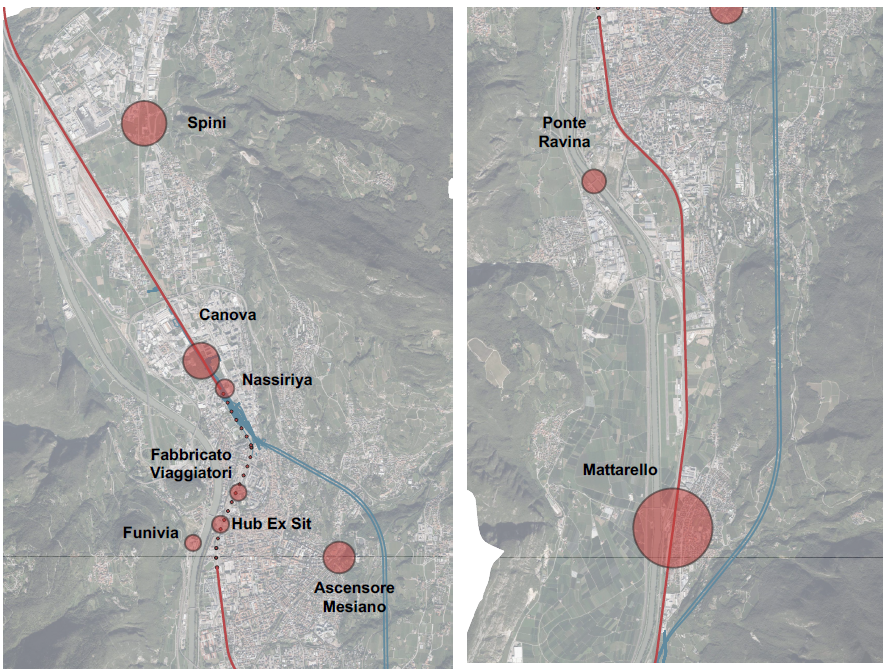 Spini
Canova
Nassiriya
Fabbricato
Viaggiatori
Hub Ex Sit
Funivia
Ascensore
Mesiano
Ponte
Ravina
Mattarello